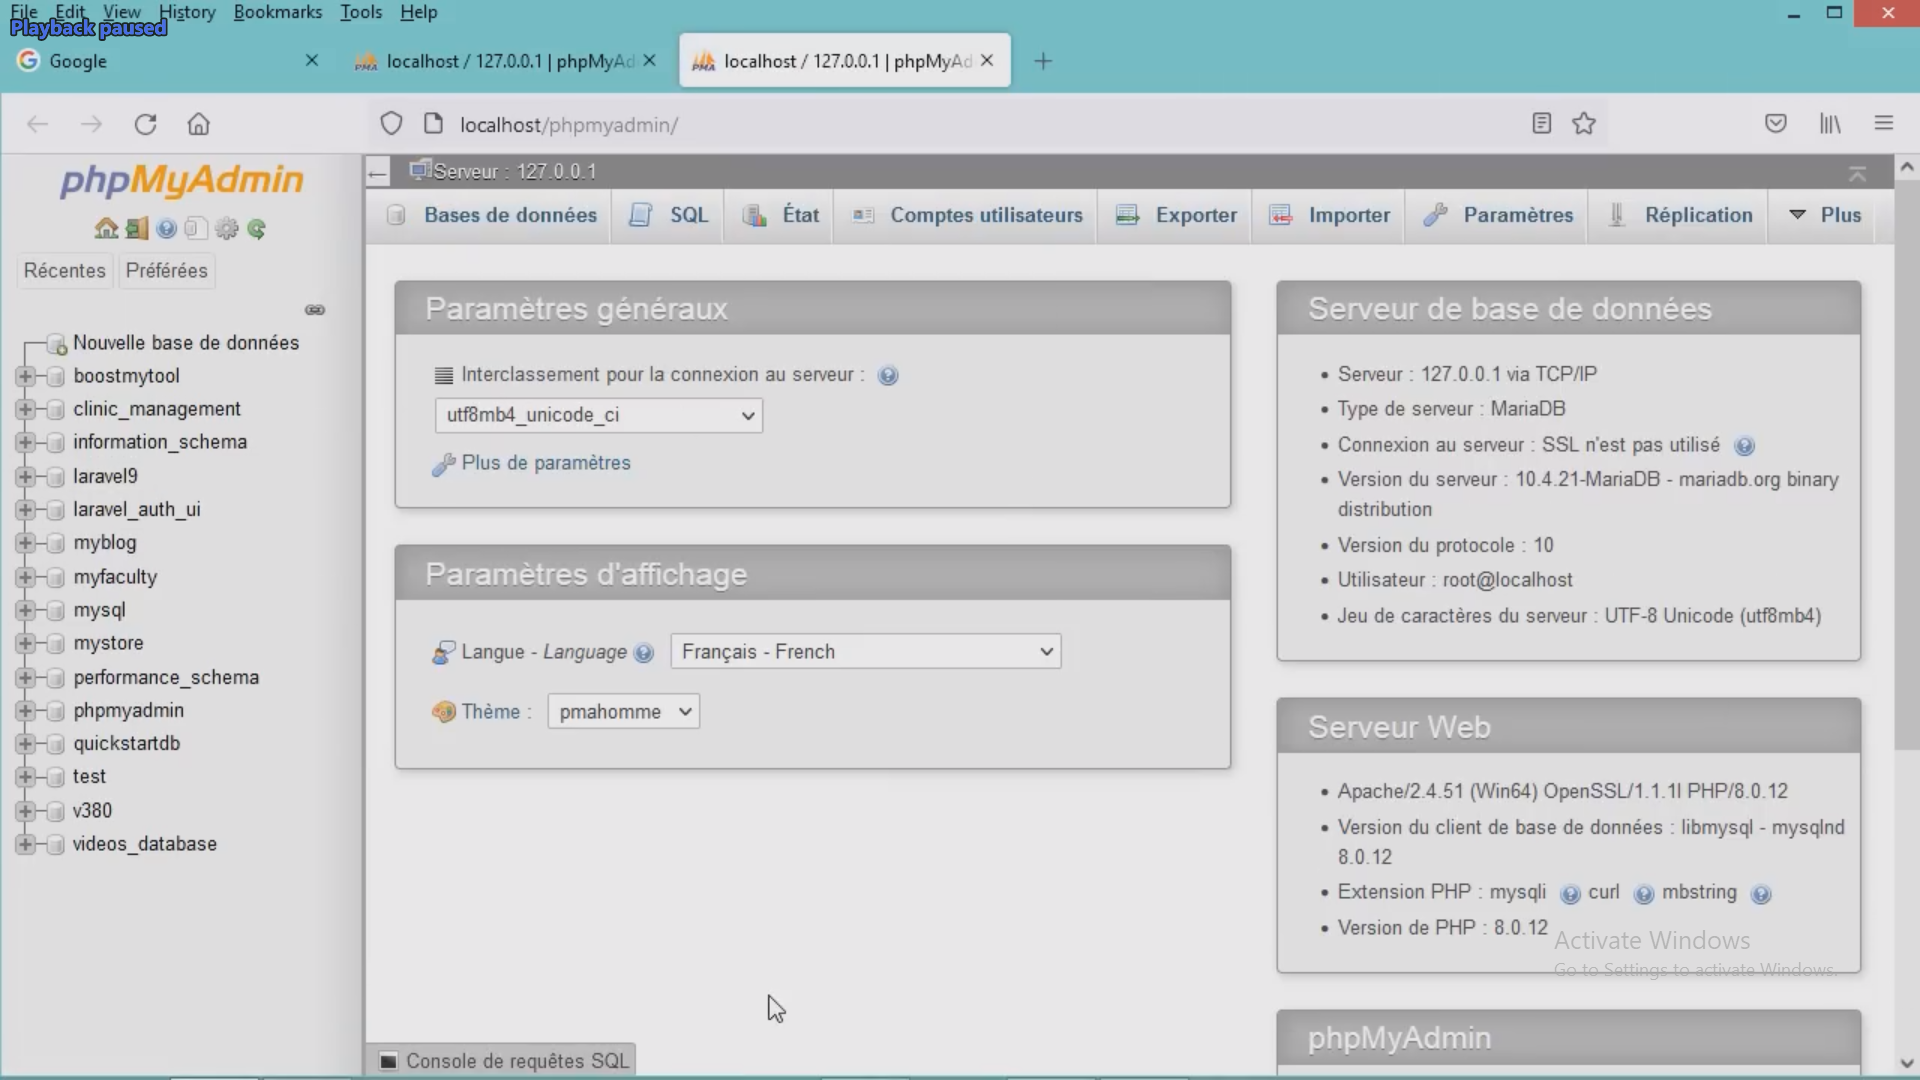 File Edit View History Bookmarks Tools Help
Playback paused
Google
localhost / 127.0.0.1 | phpMyAd
localhost / 127.0.0.1 | phpMyAd
localhost/phpmyadmin/
phpMyAdmin
Récentes Préférées
Nouvelle base de données
boostmytool
clinic_management
information_schema
laravel9
laravel_auth_ui
myblog
myfaculty
mysql
mystore
performance_schema
phpmyadmin
quickstartdb
test
v380
videos_database
Serveur : 127.0.0.1
Bases de données SQL État Comptes utilisateurs Exporter Importer Paramètres Réplication Plus
Paramètres généraux
Interclassement pour la connexion au serveur :
utf8mb4_unicode_ci
Plus de paramètres
Paramètres d'affichage
Langue - Language Français - French
Thème : pmahomme
Serveur de base de données
• Serveur : 127.0.0.1 via TCP/IP
• Type de serveur : MariaDB
• Connexion au serveur : SSL n'est pas utilisé
• Version du serveur : 10.4.21-MariaDB - mariadb.org binary
distribution
• Version du protocole : 10
• Utilisateur : root@localhost
• Jeu de caractères du serveur : UTF-8 Unicode (utf8mb4)
Serveur Web
• Apache/2.4.51 (Win64) OpenSSL/1.1.1l PHP/8.0.12
• Version du client de base de données : libmysql - mysqlnd
8.0.12
• Extension PHP : mysqli curl mbstring
• Version de PHP : 8.0.12
Activate Windows
Go to Settings to activate Windows.
phpMyAdmin
Console de requêtes SQL